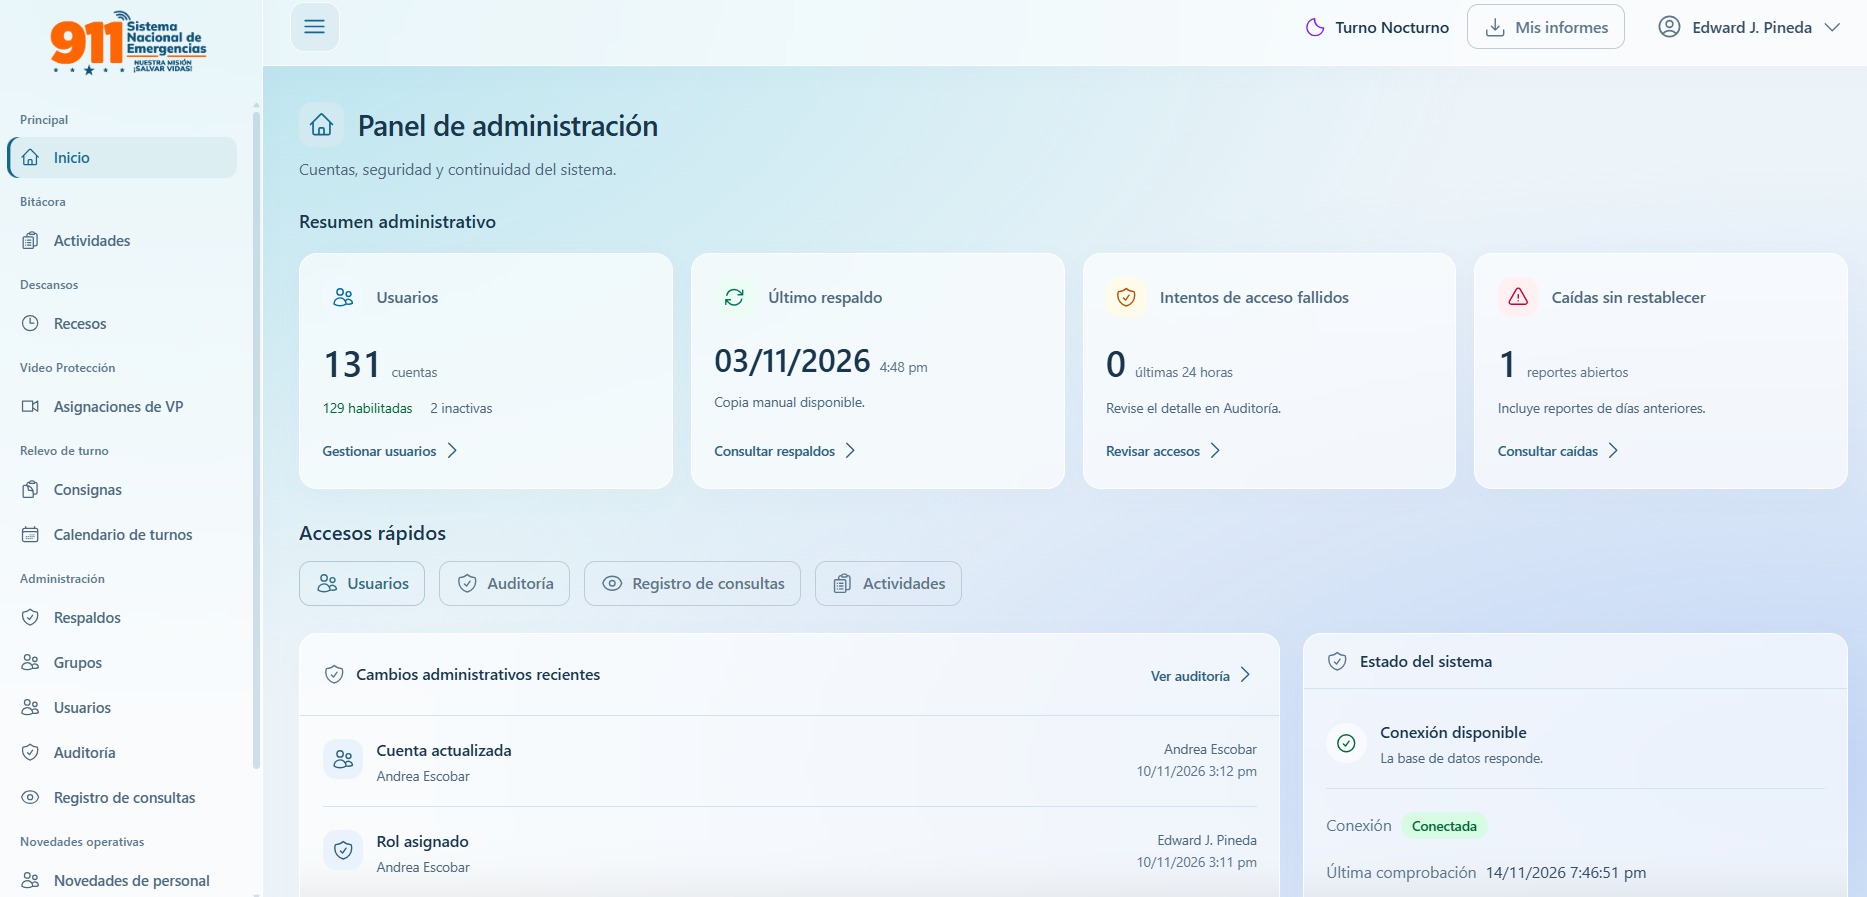 911 Sistema
Nacional de
Emergencias
NUESTRA MISIÓN
¡SALVAR VIDAS!
Turno Nocturno
Mis informes
Edward J. Pineda
Principal
Inicio
Bitácora
Actividades
Descansos
Recesos
Video Protección
Asignaciones de VP
Relevo de turno
Consignas
Calendario de turnos
Administración
Respaldos
Grupos
Usuarios
Auditoría
Registro de consultas
Novedades operativas
Novedades de personal
Panel de administración
Cuentas, seguridad y continuidad del sistema.
Resumen administrativo
Usuarios
131 cuentas
129 habilitadas 2 inactivas
Gestionar usuarios
Último respaldo
03/11/2026 4:48 pm
Copia manual disponible.
Consultar respaldos
Intentos de acceso fallidos
0 últimas 24 horas
Revise el detalle en Auditoría.
Revisar accesos
Caídas sin restablecer
1 reportes abiertos
Incluye reportes de días anteriores.
Consultar caídas
Accesos rápidos
Usuarios
Auditoría
Registro de consultas
Actividades
Cambios administrativos recientes
Ver auditoría
Cuenta actualizada
Andrea Escobar
Andrea Escobar
10/11/2026 3:12 pm
Rol asignado
Andrea Escobar
Edward J. Pineda
10/11/2026 3:11 pm
Estado del sistema
Conexión disponible
La base de datos responde.
Conexión Conectada
Última comprobación 14/11/2026 7:46:51 pm